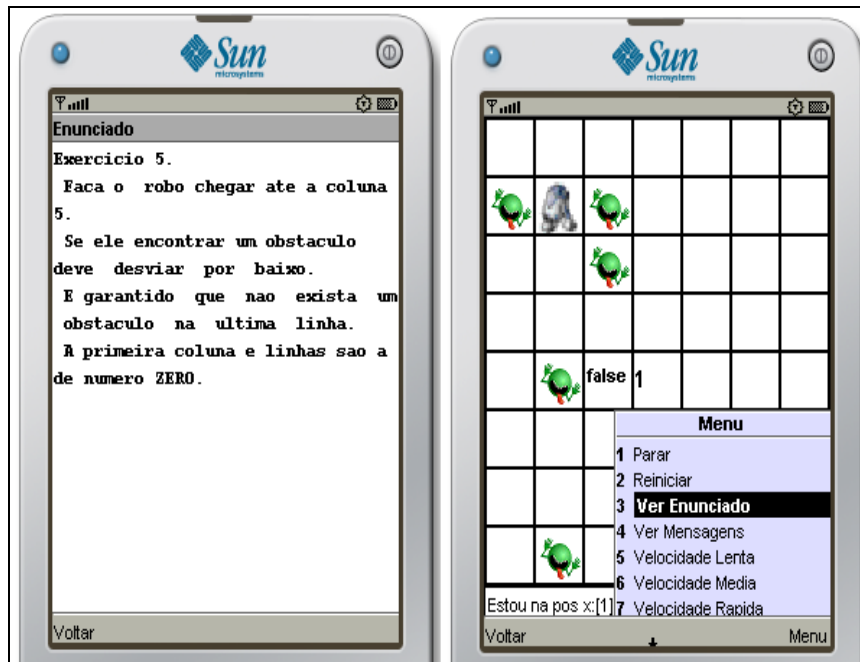 Sun
microsystems
Enunciado
Exercicio 5.
Faca o robo chegar ate a coluna
5.
Se ele encontrar um obstaculo
deve desviar por baixo.
E garantido que nao exista um
obstaculo na ultima linha.
A primeira coluna e linhas sao a
de numero ZERO.
Voltar
Sun
microsystems
false 1
Menu
1 Parar
2 Reiniciar
3 Ver Enunciado
4 Ver Mensagens
5 Velocidade Lenta
6 Velocidade Media
7 Velocidade Rapida
Estou na pos x:[1]
Voltar
Menu